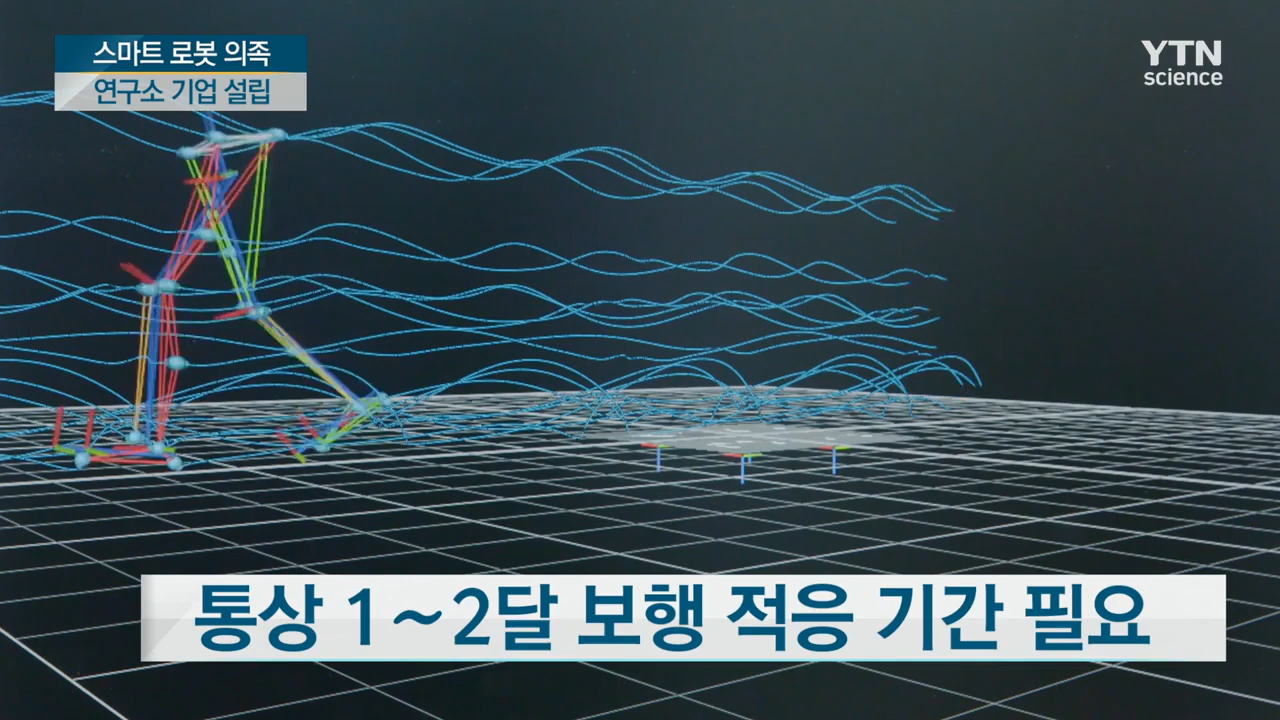 스마트 로봇 의족
연구소 기업 설립
YTN
science
통상 1~2달 보행 적응 기간 필요